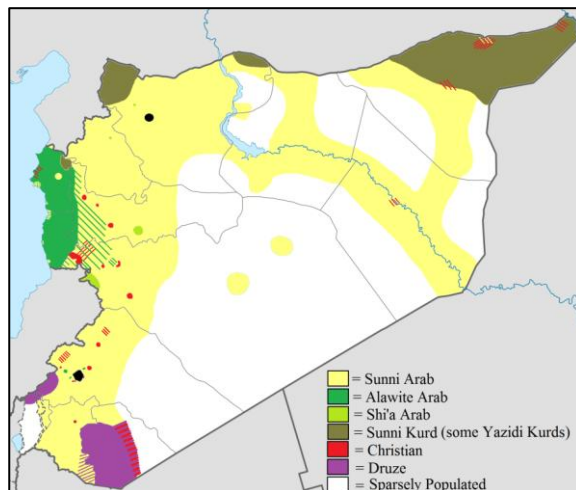 = Sunni Arab
= Alawite Arab
= Shi'a Arab
= Sunni Kurd (some Yazidi Kurds)
= Christian
= Druze
= Sparsely Populated